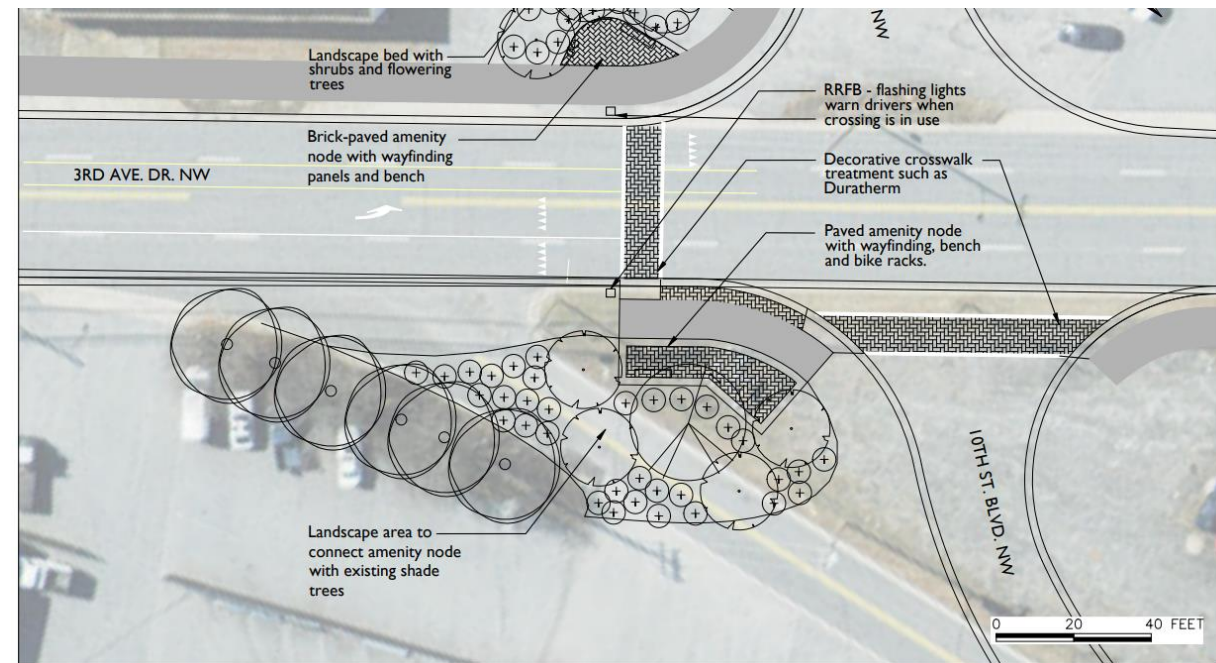 Landscape bed with
shrubs and flowering
trees
NW
RRFB - flashing lights
warn drivers when
crossing is in use
Brick-paved amenity
node with wayfinding
panels and bench
3RD AVE. DR. NW
Decorative crosswalk
treatment such as
Duratherm
Paved amenity node
with wayfinding, bench
and bike racks.
10TH ST. BLVD. NW
Landscape area to
connect amenity node
with existing shade
trees
0 20 40 FEET